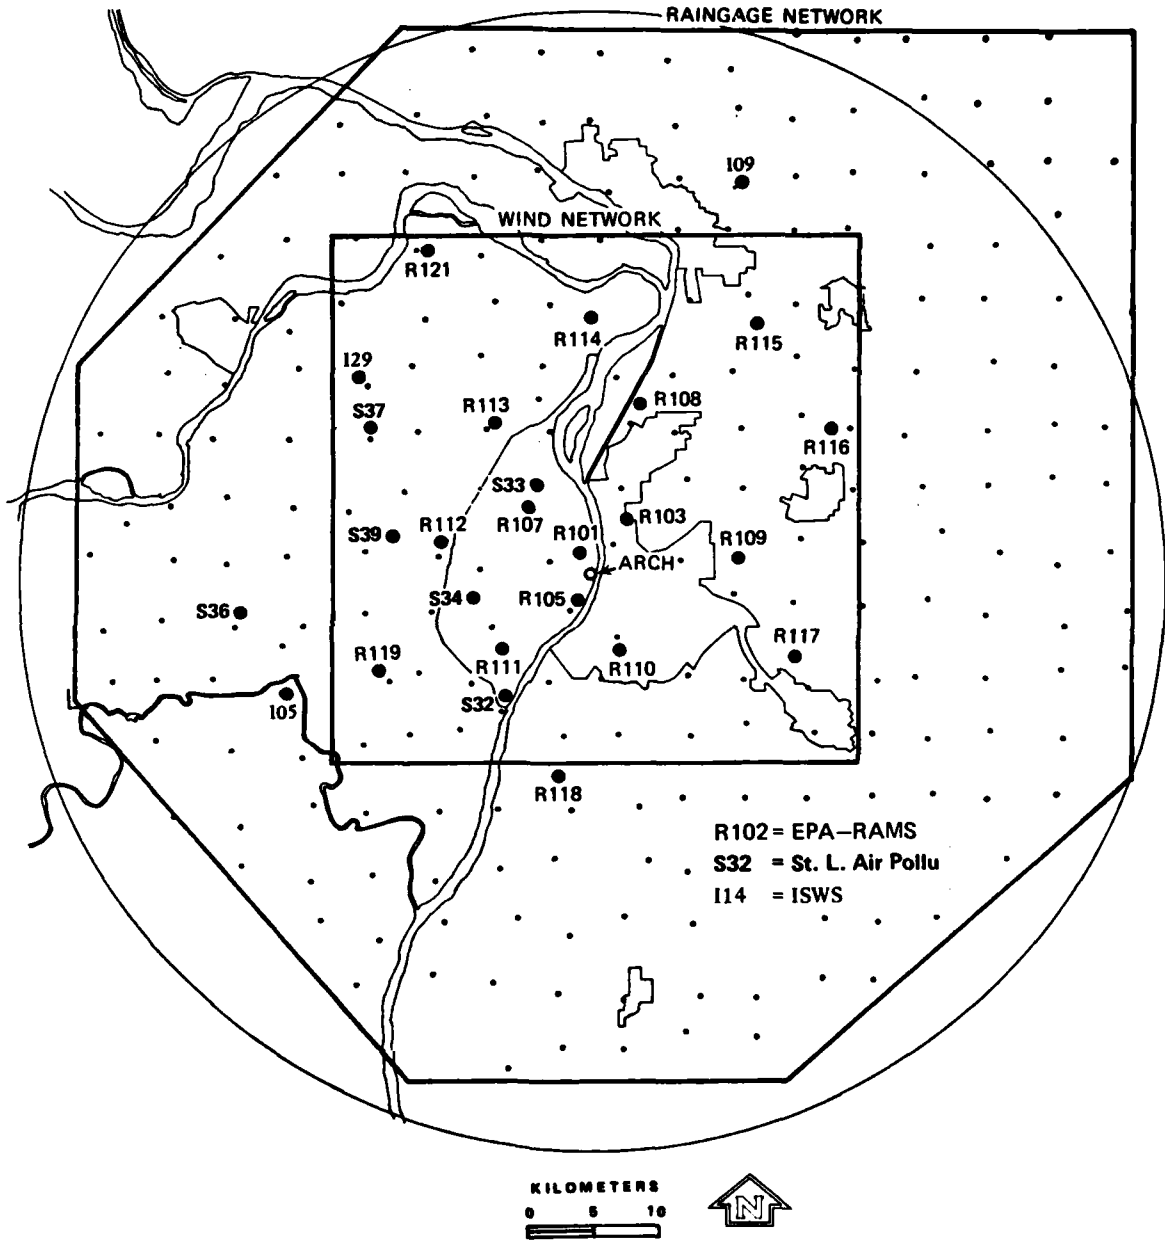 RAINGAGE NETWORK
I09
WIND NETWORK
R121
R114
R115
I29
R108
S37
R113
R116
S33
R107
R103
S39
R112
R101
R109
ARCH
S34
R105
S36
R117
R119
R111
R110
I05
S32
R118
R102 = EPA–RAMS
S32 = St. L. Air Pollu
I14 = ISWS
KILOMETERS
0 5 10
N